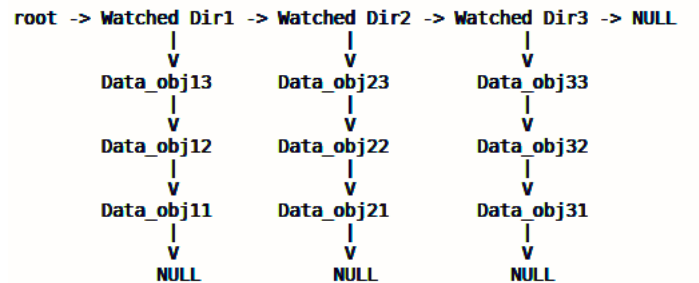 root -> Watched Dir1 -> Watched Dir2 -> Watched Dir3 -> NULL
| | |
V V V
Data_obj13 Data_obj23 Data_obj33
| | |
V V V
Data_obj12 Data_obj22 Data_obj32
| | |
V V V
Data_obj11 Data_obj21 Data_obj31
| | |
V V V
NULL NULL NULL